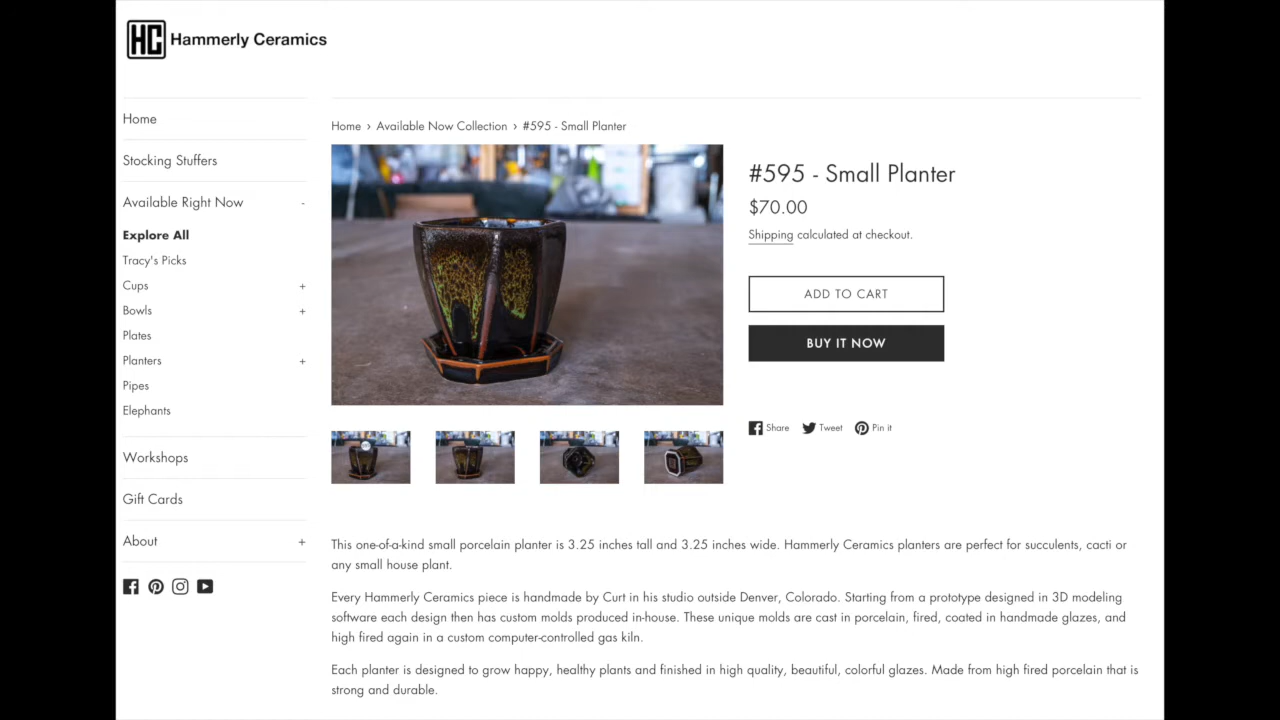 HC Hammerly Ceramics
Home
Stocking Stuffers
Available Right Now -
Explore All
Tracy's Picks
Cups +
Bowls +
Plates
Planters +
Pipes
Elephants
Workshops
Gift Cards
About +
Home › Available Now Collection › #595 - Small Planter
#595 - Small Planter
$70.00
Shipping calculated at checkout.
ADD TO CART
BUY IT NOW
Share Tweet Pin it
This one-of-a-kind small porcelain planter is 3.25 inches tall and 3.25 inches wide. Hammerly Ceramics planters are perfect for succulents, cacti or
any small house plant.
Every Hammerly Ceramics piece is handmade by Curt in his studio outside Denver, Colorado. Starting from a prototype designed in 3D modeling
software each design then has custom molds produced in-house. These unique molds are cast in porcelain, fired, coated in handmade glazes, and
high fired again in a custom computer-controlled gas kiln.
Each planter is designed to grow happy, healthy plants and finished in high quality, beautiful, colorful glazes. Made from high fired porcelain that is
strong and durable.